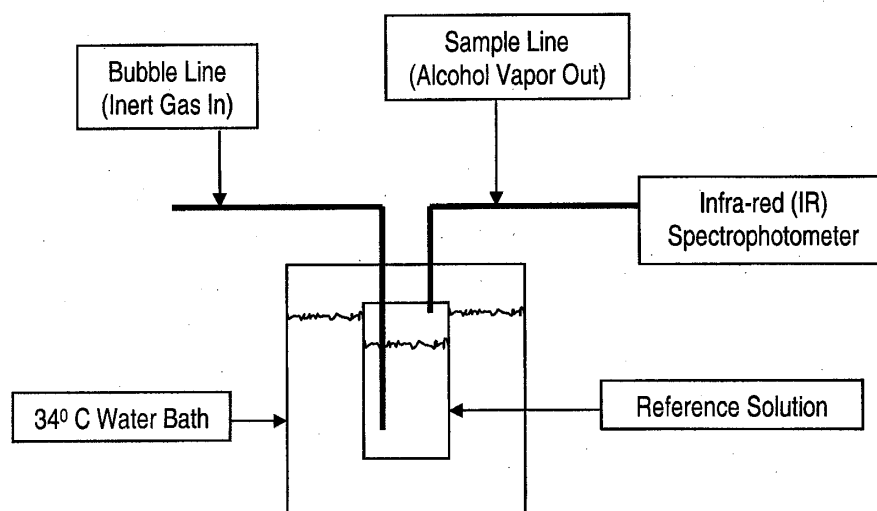 Bubble Line
(Inert Gas In)
Sample Line
(Alcohol Vapor Out)
Infra-red (IR)
Spectrophotometer
34⁰ C Water Bath
Reference Solution